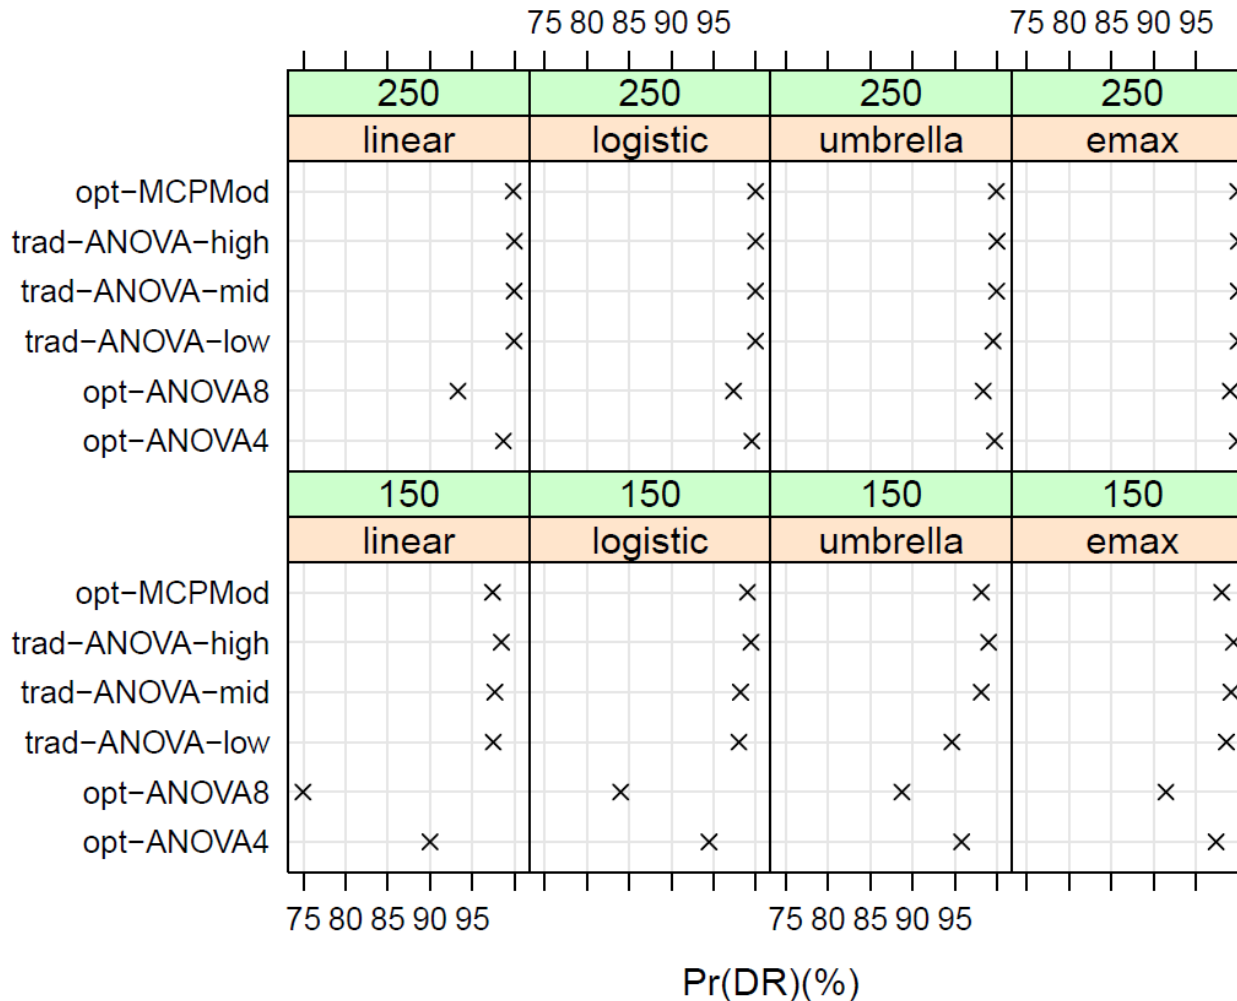 75 80 85 90 95 75 80 85 90 95
250 250 250 250
linear logistic umbrella emax
opt−MCPMod
trad−ANOVA−high
trad−ANOVA−mid
trad−ANOVA−low
opt−ANOVA8
opt−ANOVA4
150 150 150 150
linear logistic umbrella emax
opt−MCPMod
trad−ANOVA−high
trad−ANOVA−mid
trad−ANOVA−low
opt−ANOVA8
opt−ANOVA4
75 80 85 90 95 75 80 85 90 95
Pr(DR)(%)